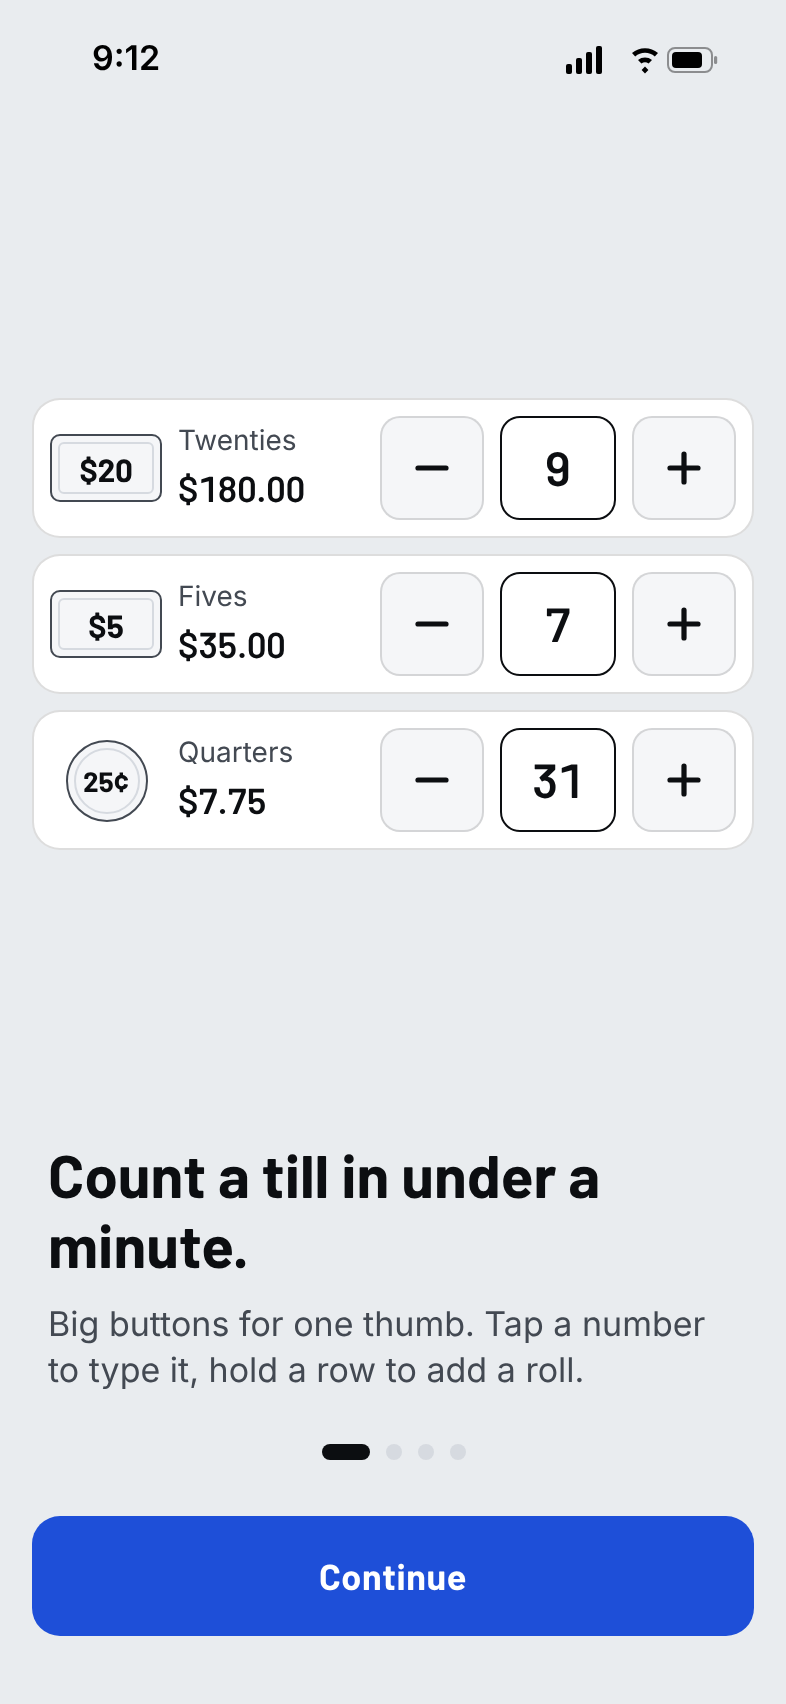 9:12
$20
Twenties
$180.00
9
$5
Fives
$35.00
7
25¢
Quarters
$7.75
31
Count a till in under a
minute.
Big buttons for one thumb. Tap a number
to type it, hold a row to add a roll.
Continue